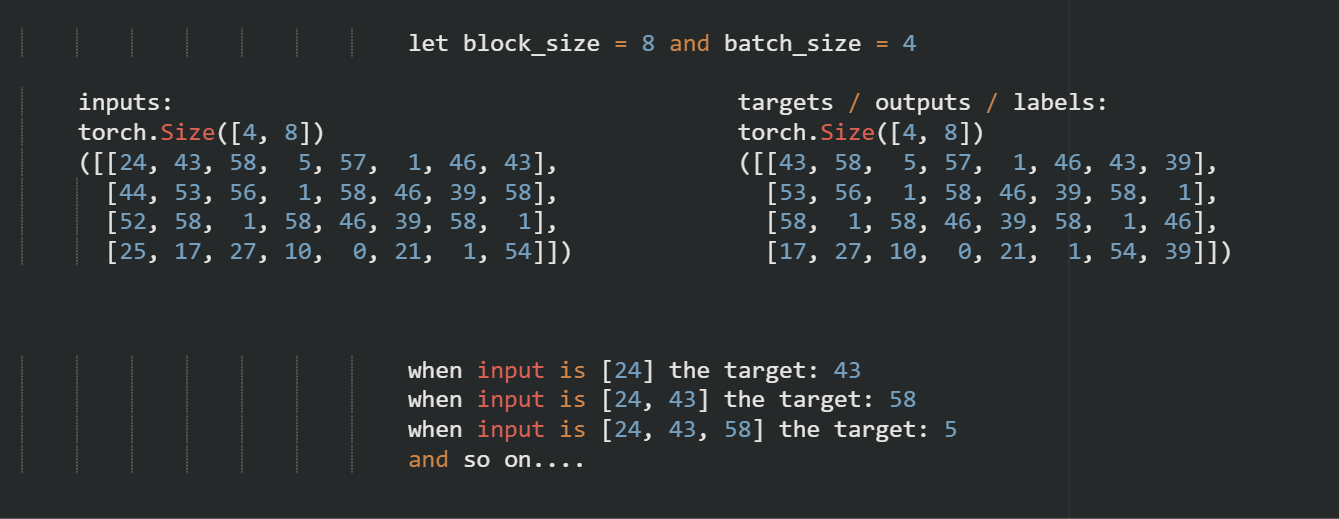 let block_size = 8 and batch_size = 4
inputs:
torch.Size([4, 8])
([[24, 43, 58,  5, 57,  1, 46, 43],
[44, 53, 56,  1, 58, 46, 39, 58],
[52, 58,  1, 58, 46, 39, 58,  1],
[25, 17, 27, 10,  0, 21,  1, 54]])
targets / outputs / labels:
torch.Size([4, 8])
([[43, 58,  5, 57,  1, 46, 43, 39],
[53, 56,  1, 58, 46, 39, 58,  1],
[58,  1, 58, 46, 39, 58,  1, 46],
[17, 27, 10,  0, 21,  1, 54, 39]])
when input is [24] the target: 43
when input is [24, 43] the target: 58
when input is [24, 43, 58] the target: 5
and so on....